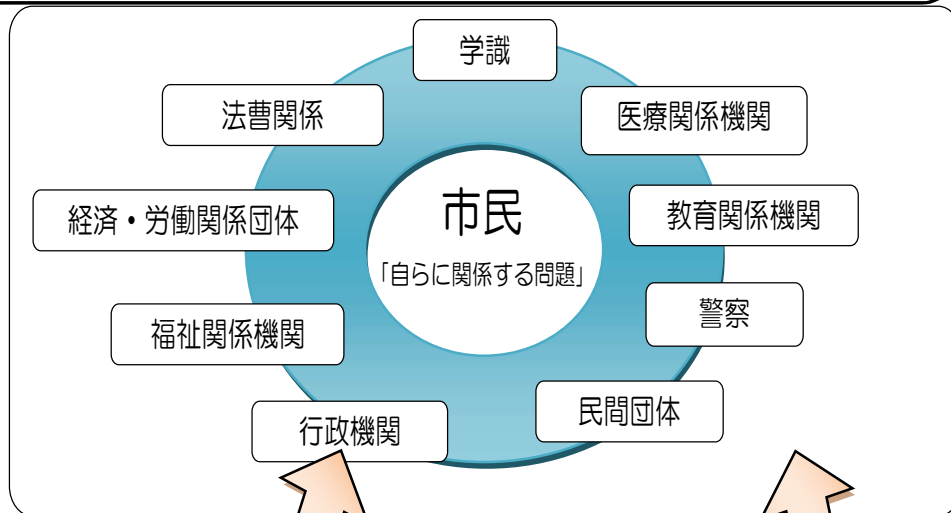 学識
法曹関係
医療関係機関
経済・労働関係団体
市民
教育関係機関
「自らに関係する問題」
福祉関係機関
警察
行政機関
民間団体